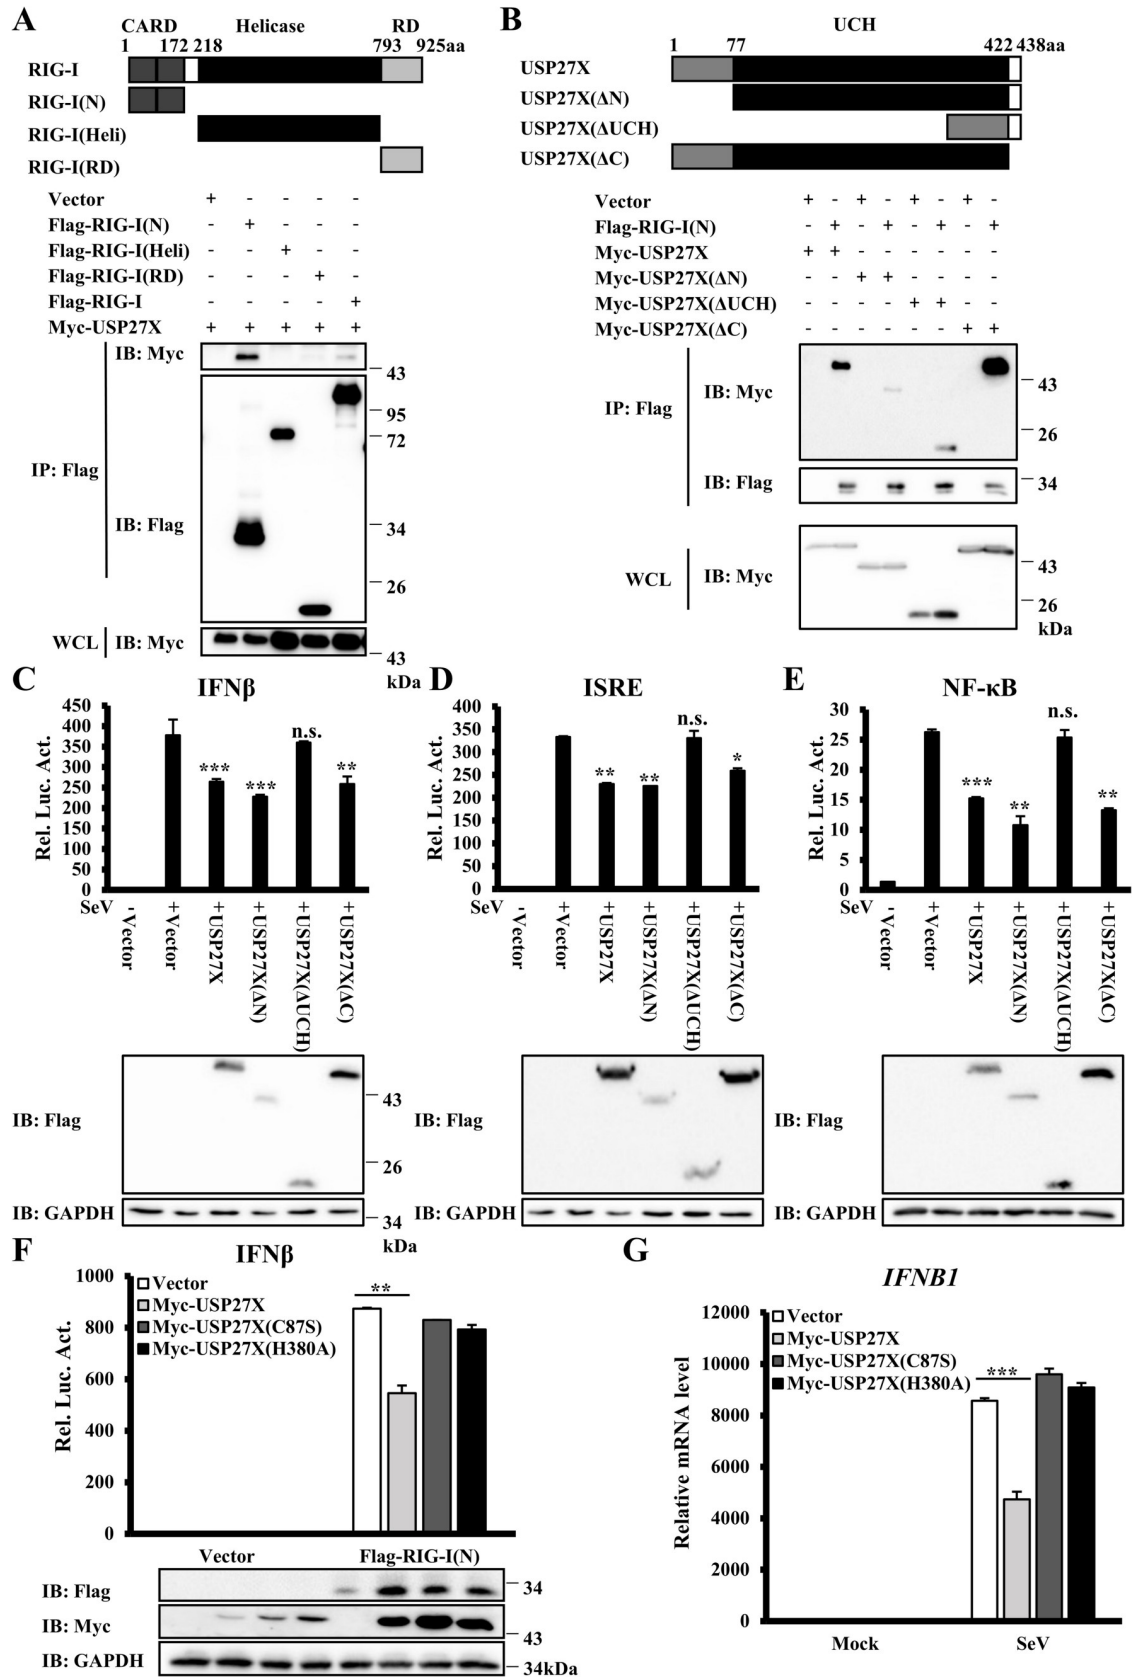 A
CARD Helicase RD
1 172 218 793 925aa
RIG-I
RIG-I(N)
RIG-I(Heli)
RIG-I(RD)
Vector + - - - -
Flag-RIG-I(N) - + - - -
Flag-RIG-I(Heli) - - + - -
Flag-RIG-I(RD) - - - + -
Flag-RIG-I - - - - +
Myc-USP27X + + + + +
IP: Flag
IB: Myc
43
IB: Flag
95
72
34
26
WCL IB: Myc
43
kDa
B
UCH
1 77 422 438aa
USP27X
USP27X(ΔN)
USP27X(ΔUCH)
USP27X(ΔC)
Vector + - + - + - + -
Flag-RIG-I(N) - + - + - + - +
Myc-USP27X + + - - - - - -
Myc-USP27X(ΔN) - - + + - - - -
Myc-USP27X(ΔUCH) - - - - + + - -
Myc-USP27X(ΔC) - - - - - - + +
IP: Flag
IB: Myc
43
26
IB: Flag
34
WCL IB: Myc
43
26
kDa
C
IFNβ
Rel. Luc. Act.
450
400
350
300
250
200
150
100
50
0
*** *** n.s. **
SeV - + + + + +
Vector
Vector
USP27X
USP27X(ΔN)
USP27X(ΔUCH)
USP27X(ΔC)
IB: Flag
43
26
IB: GAPDH
34
kDa
D
ISRE
Rel. Luc. Act.
400
350
300
250
200
150
100
50
0
** ** n.s. *
SeV - + + + + +
Vector
Vector
USP27X
USP27X(ΔN)
USP27X(ΔUCH)
USP27X(ΔC)
IB: Flag
IB: GAPDH
E
NF-κB
Rel. Luc. Act.
30
25
20
15
10
5
0
*** ** n.s. **
SeV - + + + + +
Vector
Vector
USP27X
USP27X(ΔN)
USP27X(ΔUCH)
USP27X(ΔC)
IB: Flag
IB: GAPDH
F
IFNβ
Rel. Luc. Act.
1000
800
600
400
200
0
Vector
Myc-USP27X
Myc-USP27X(C87S)
Myc-USP27X(H380A)
**
Vector Flag-RIG-I(N)
IB: Flag
34
IB: Myc
43
IB: GAPDH
34kDa
G
IFNB1
Relative mRNA level
12000
10000
8000
6000
4000
2000
0
Vector
Myc-USP27X
Myc-USP27X(C87S)
Myc-USP27X(H380A)
***
Mock SeV